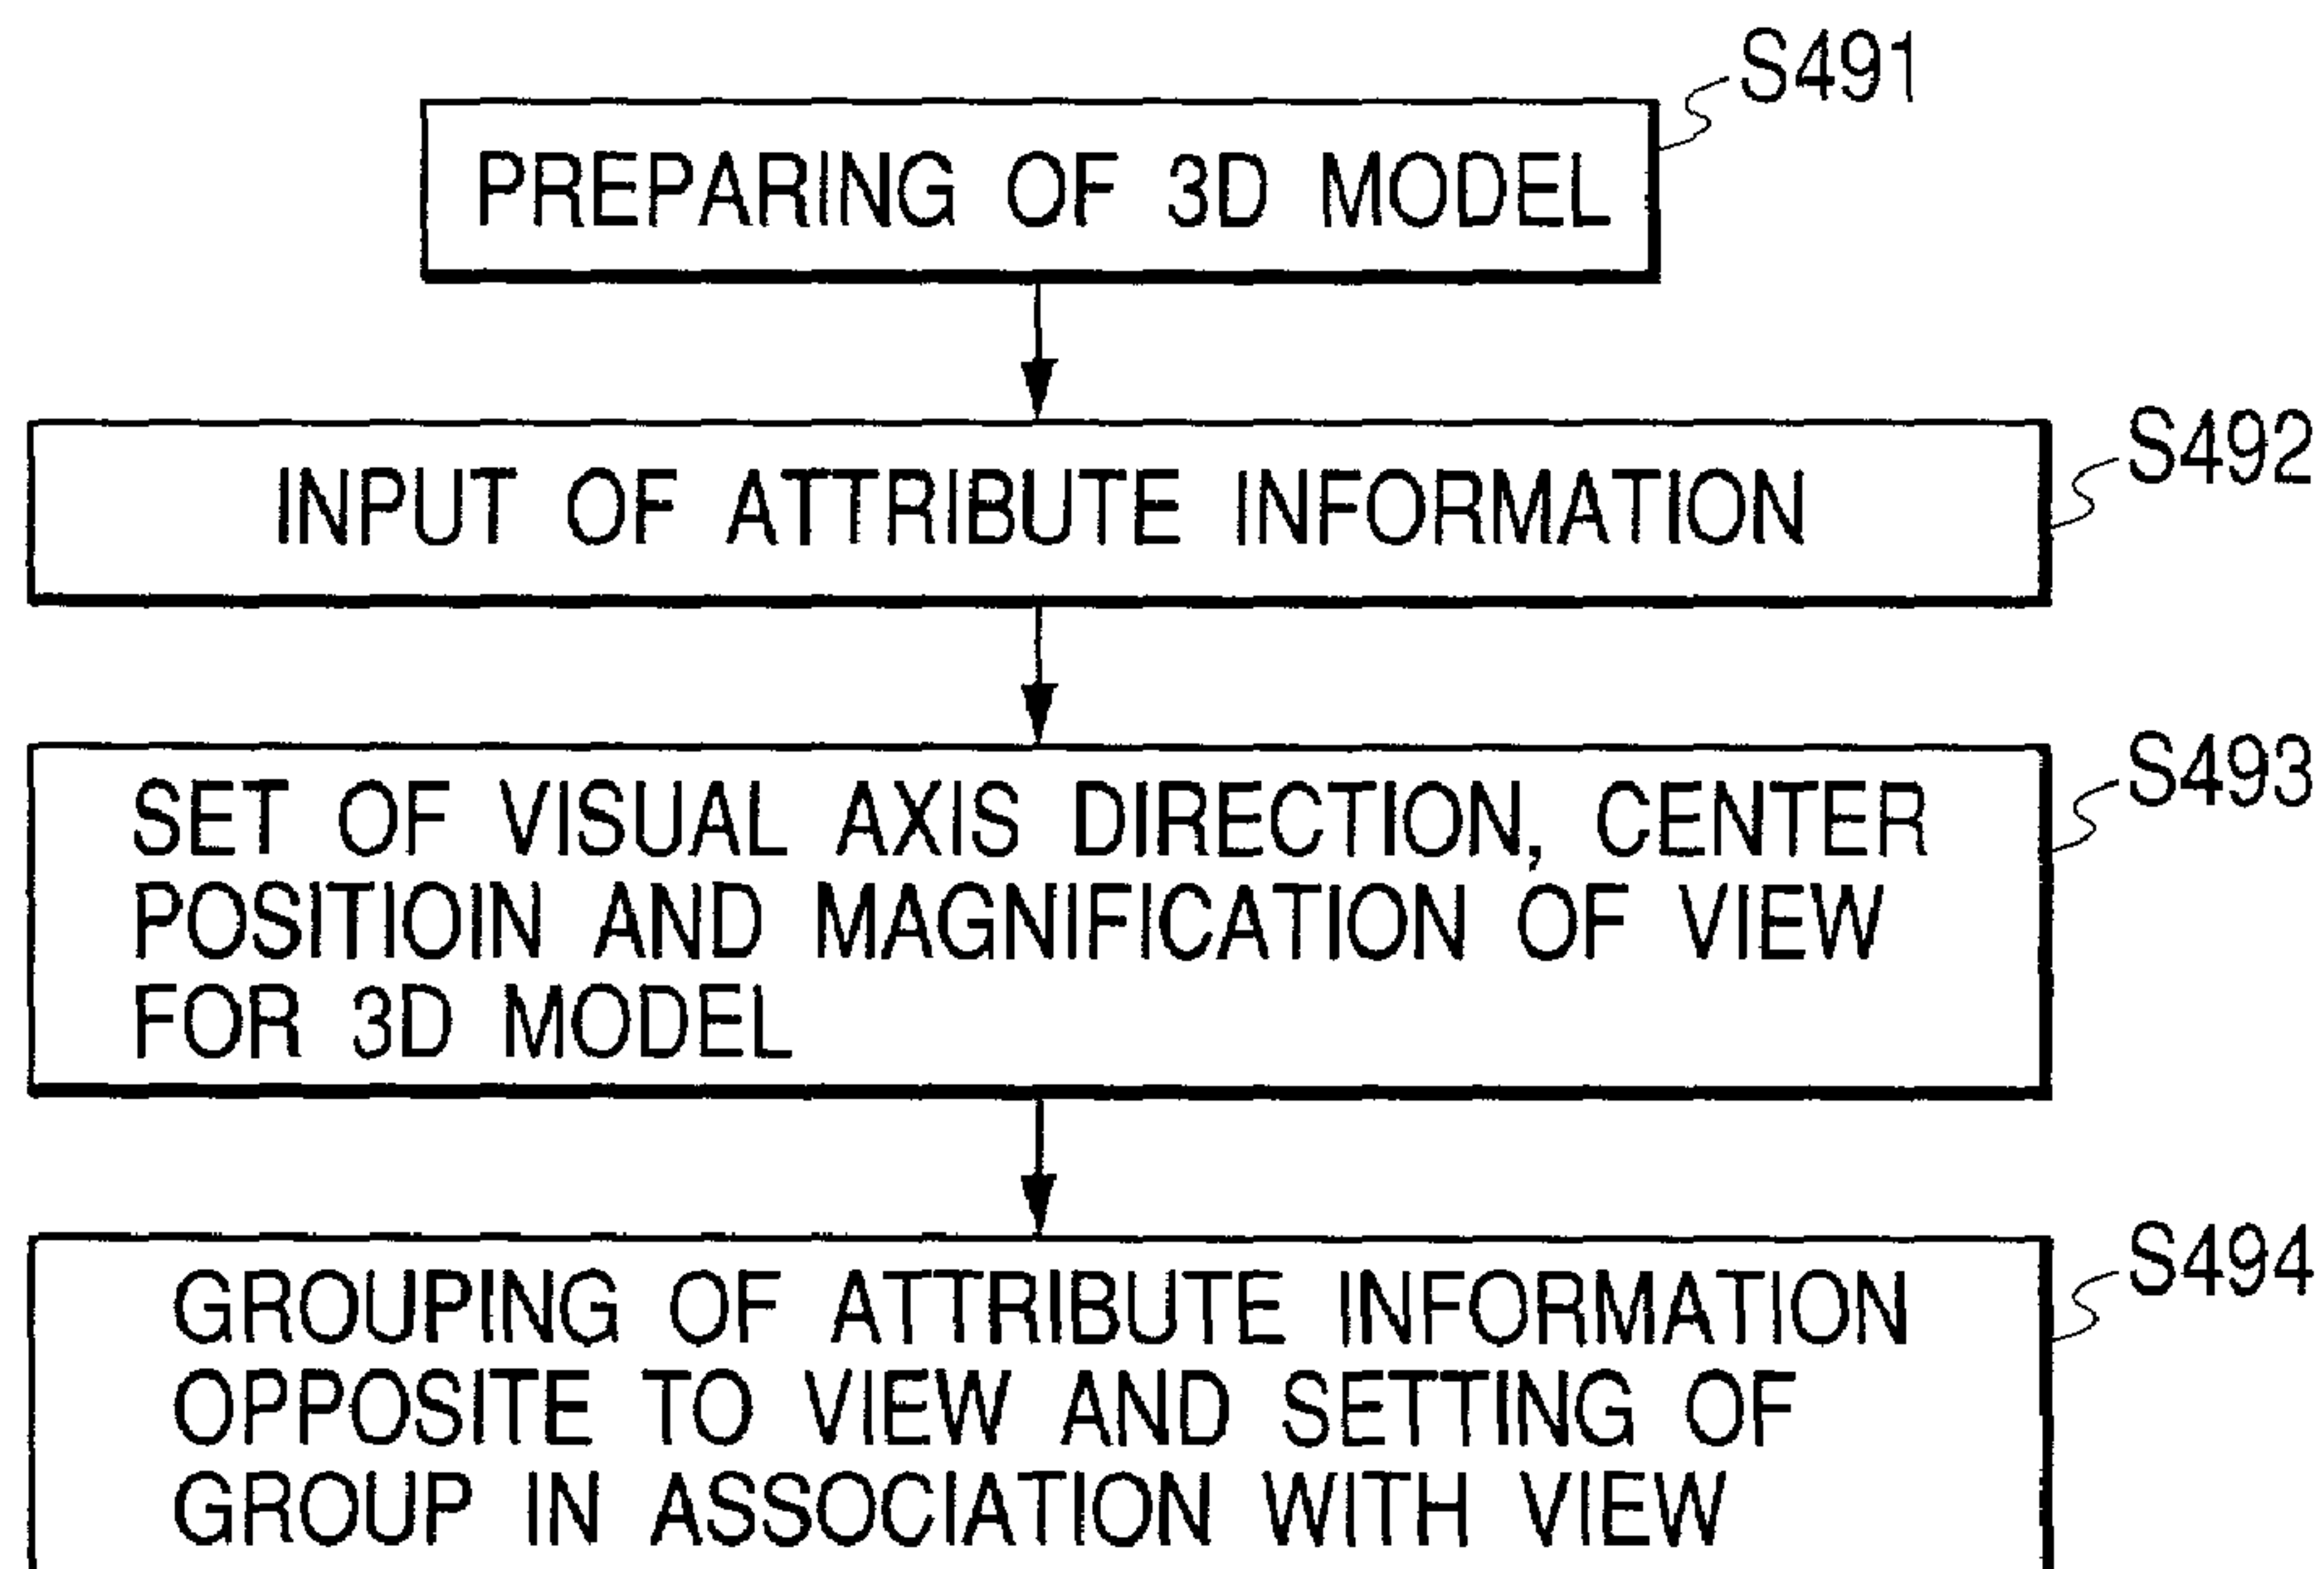 S491
PREPARING OF 3D MODEL
S492
INPUT OF ATTRIBUTE INFORMATION
S493
SET OF VISUAL AXIS DIRECTION, CENTER
POSITIOIN AND MAGNIFICATION OF VIEW
FOR 3D MODEL
S494
GROUPING OF ATTRIBUTE INFORMATION
OPPOSITE TO VIEW AND SETTING OF
GROUP IN ASSOCIATION WITH VIEW